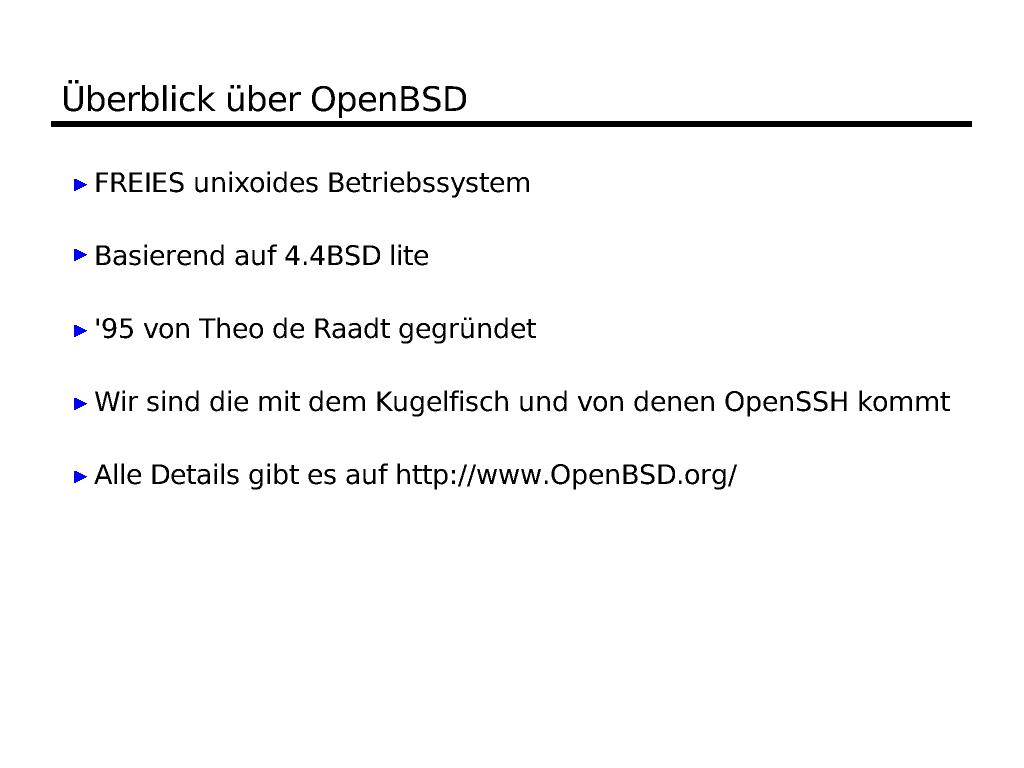 Überblick über OpenBSD
FREIES unixoides Betriebssystem
Basierend auf 4.4BSD lite
'95 von Theo de Raadt gegründet
Wir sind die mit dem Kugelfisch und von denen OpenSSH kommt
Alle Details gibt es auf http://www.OpenBSD.org/